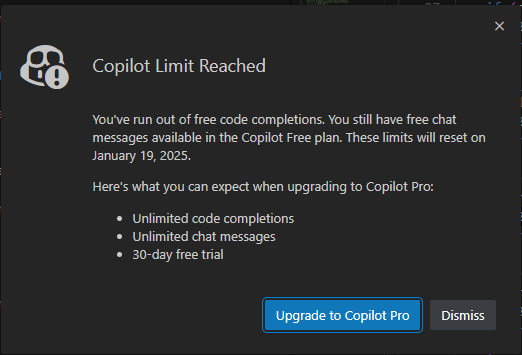 Copilot Limit Reached
You've run out of free code completions. You still have free chat
messages available in the Copilot Free plan. These limits will reset on
January 19, 2025.
Here's what you can expect when upgrading to Copilot Pro:
• Unlimited code completions
• Unlimited chat messages
• 30-day free trial
Upgrade to Copilot Pro
Dismiss